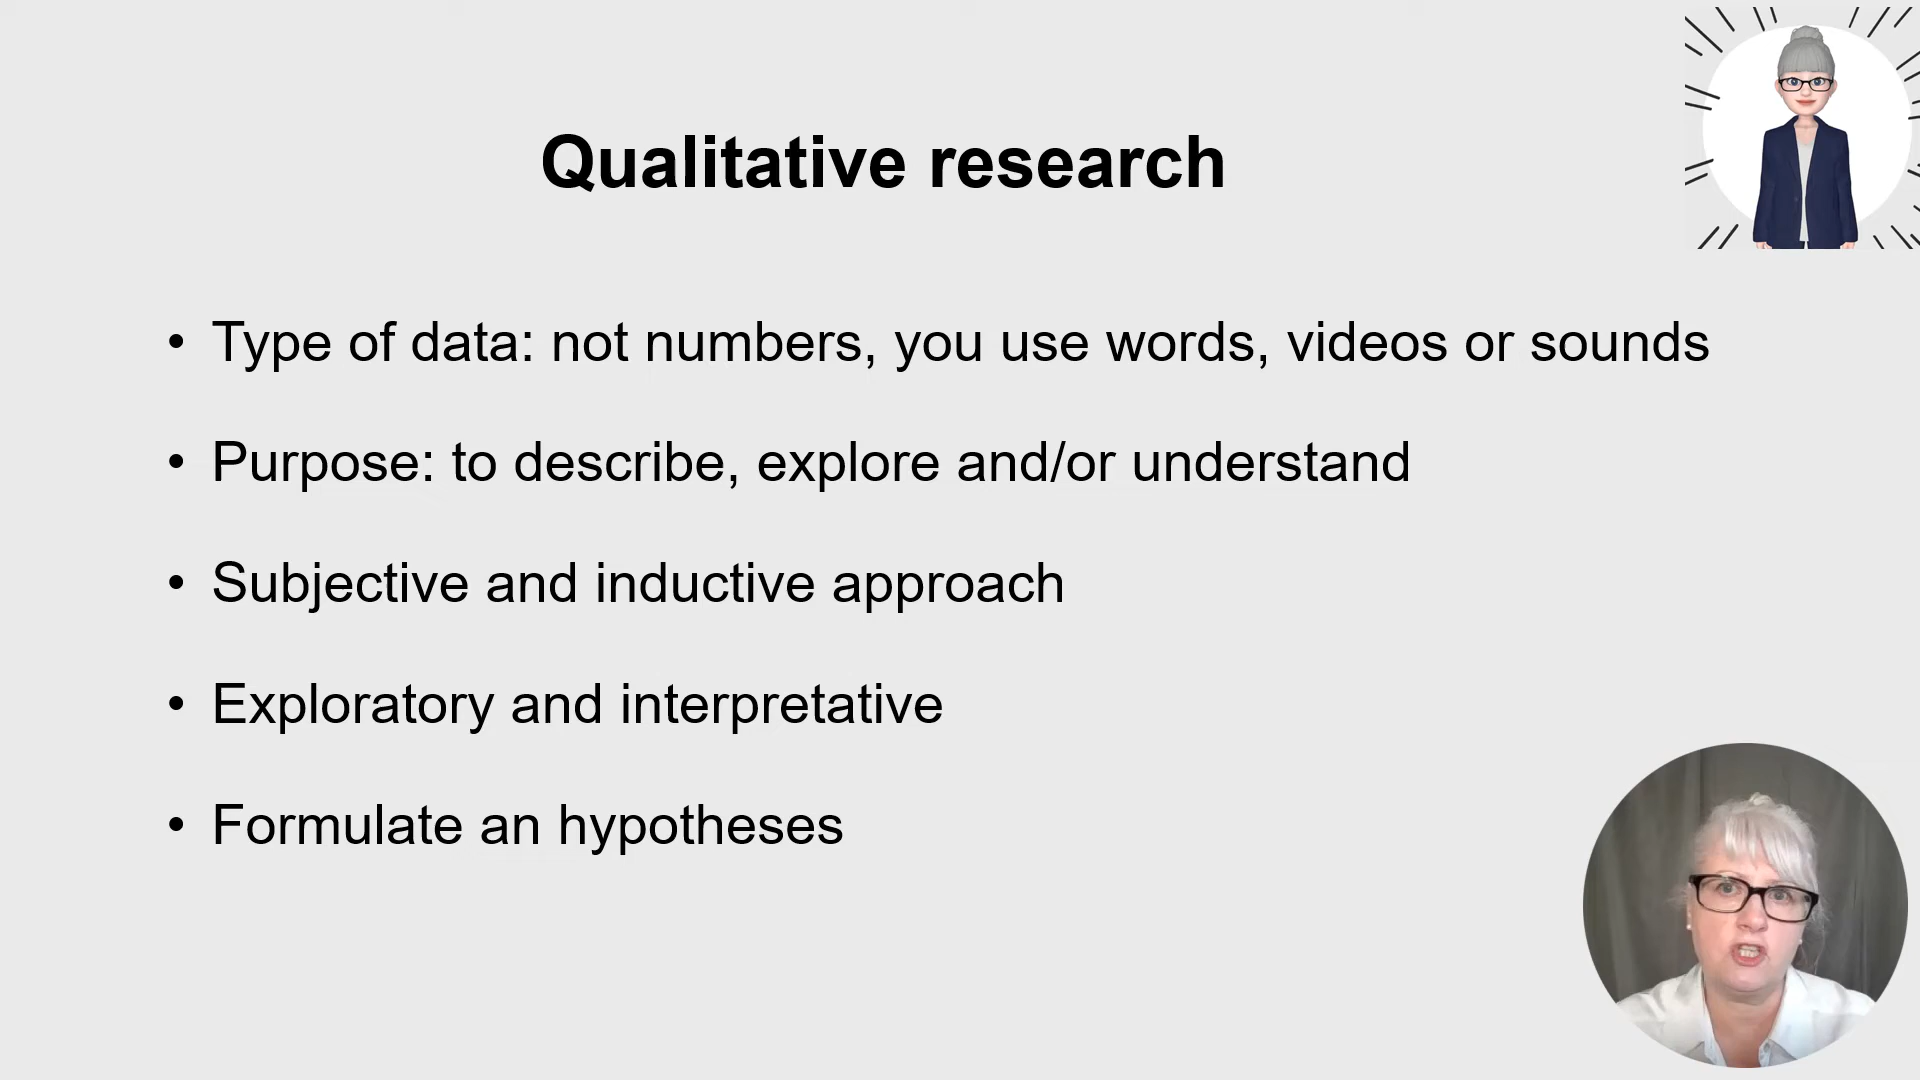 Qualitative research
• Type of data: not numbers, you use words, videos or sounds
• Purpose: to describe, explore and/or understand
• Subjective and inductive approach
• Exploratory and interpretative
• Formulate an hypotheses